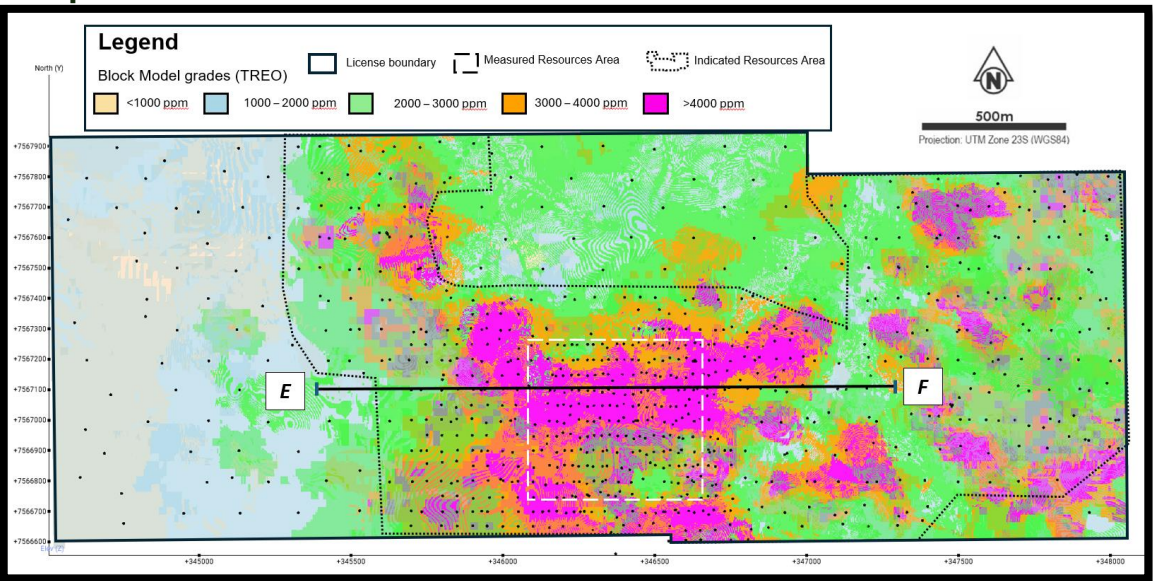 Legend
License boundary
Measured Resources Area
Indicated Resources Area
Block Model grades (TREO)
<1000 ppm
1000 – 2000 ppm
2000 – 3000 ppm
3000 – 4000 ppm
>4000 ppm
N
500m
Projection: UTM Zone 23S (WGS84)
North (Y)
+7567900
+7567800
+7567700
+7567600
+7567500
+7567400
+7567300
+7567200
+7567100
E
F
+7567000
+7566900
+7566800
+7566700
+7566600
+345000
+345500
+346000
+346500
+347000
+347500
+348000